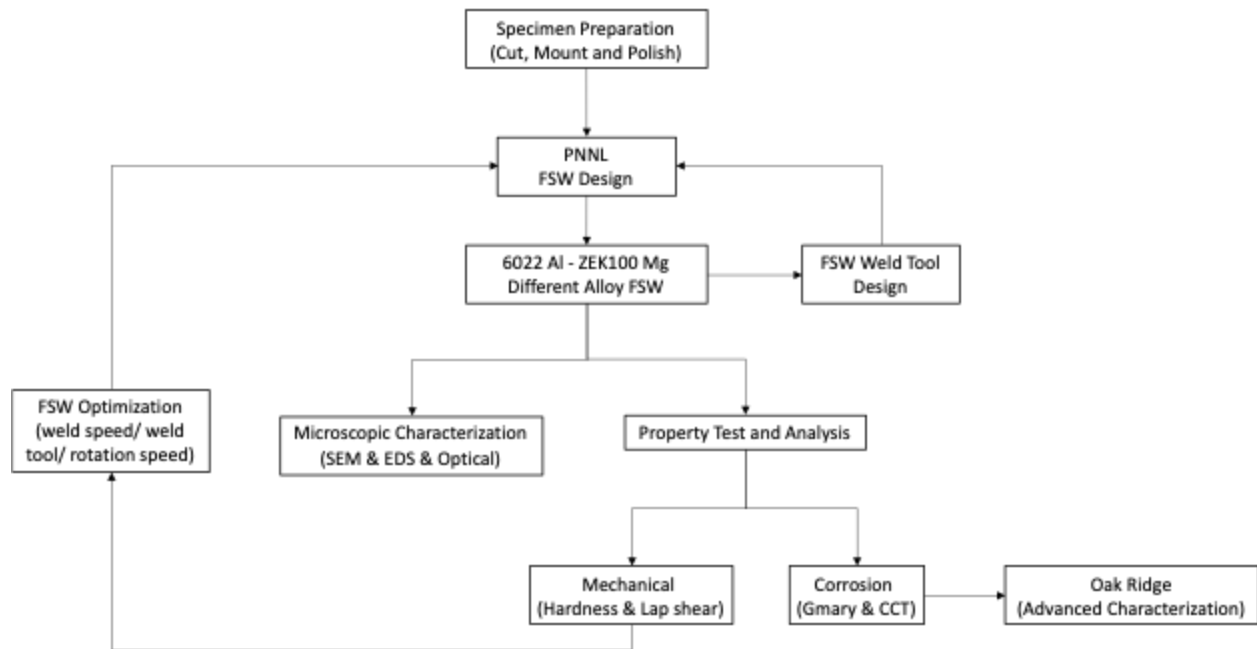 Specimen Preparation
(Cut, Mount and Polish)
PNNL
FSW Design
6022 Al - ZEK100 Mg
Different Alloy FSW
FSW Weld Tool
Design
FSW Optimization
(weld speed/ weld
tool/ rotation speed)
Microscopic Characterization
(SEM & EDS & Optical)
Property Test and Analysis
Mechanical
(Hardness & Lap shear)
Corrosion
(Gmary & CCT)
Oak Ridge
(Advanced Characterization)